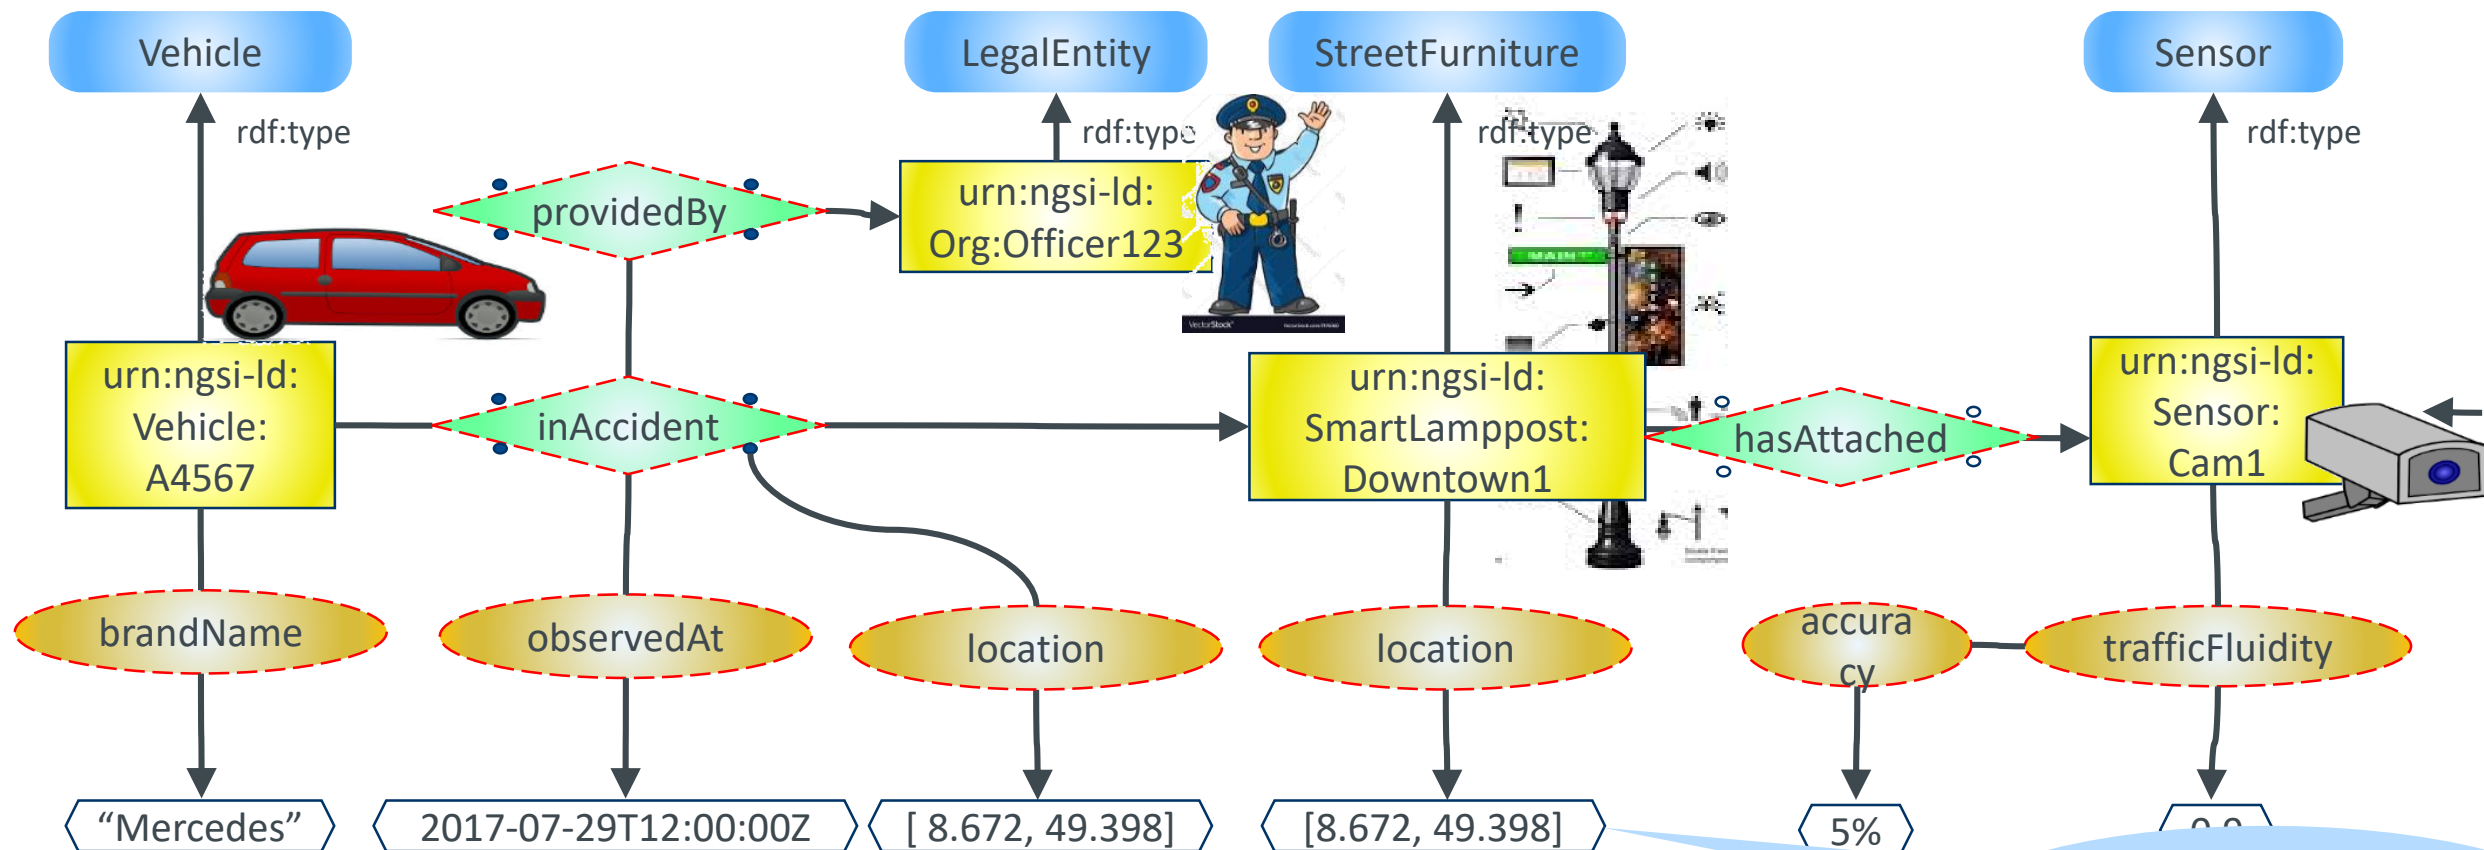 Vehicle
LegalEntity
StreetFurniture
Sensor
rdf:type
rdf:type
rdf:type
rdf:type
providedBy
urn:ngsi-ld:
Org:Officer123
VectorStock
urn:ngsi-ld:
Vehicle:
A4567
inAccident
urn:ngsi-ld:
SmartLamppost:
Downtown1
hasAttached
urn:ngsi-ld:
Sensor:
Cam1
brandName
observedAt
location
location
accura
cy
trafficFluidity
“Mercedes”
2017-07-29T12:00:00Z
[ 8.672, 49.398]
[8.672, 49.398]
5%